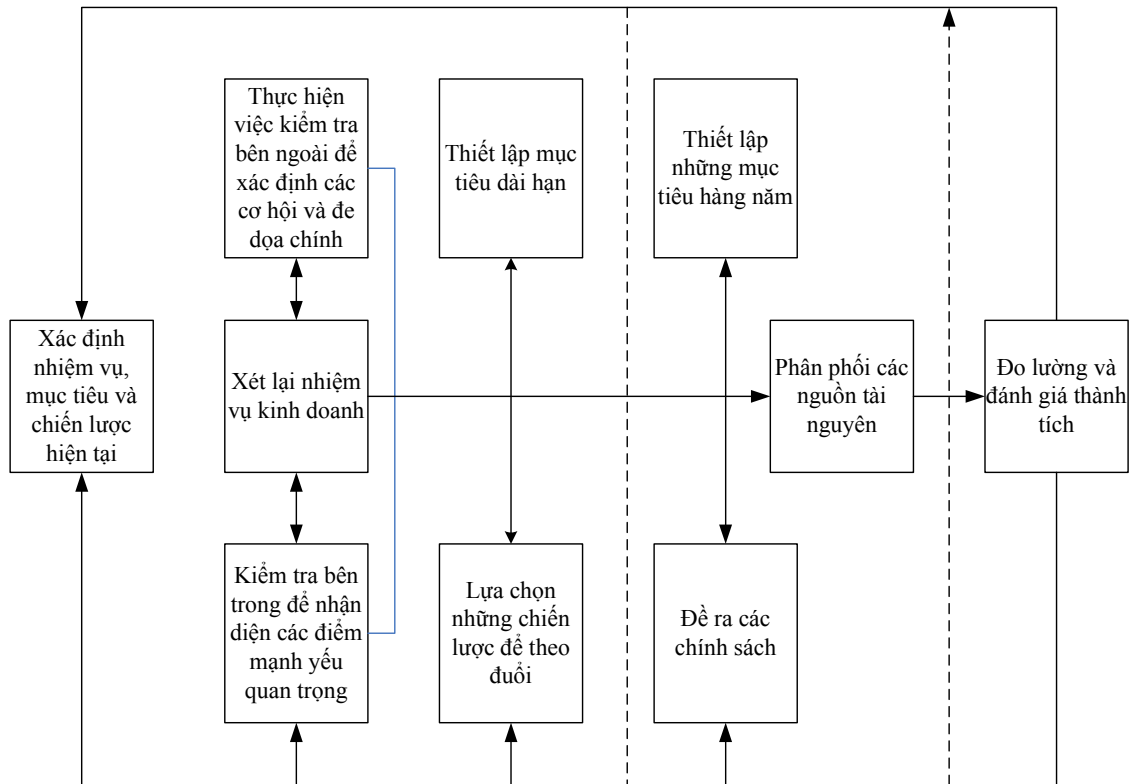 Thực hiện
việc kiểm tra
bên ngoài để
xác định các
cơ hội và đe
dọa chính
Thiết lập mục
tiêu dài hạn
Thiết lập
những mục
tiêu hàng năm
Xác định
nhiệm vụ,
mục tiêu và
chiến lược
hiện tại
Xét lại nhiệm
vụ kinh doanh
Phân phối các
nguồn tài
nguyên
Đo lường và
đánh giá thành
tích
Kiểm tra bên
trong để nhận
diện các điểm
mạnh yếu
quan trọng
Lựa chọn
những chiến
lược để theo
đuổi
Đề ra các
chính sách